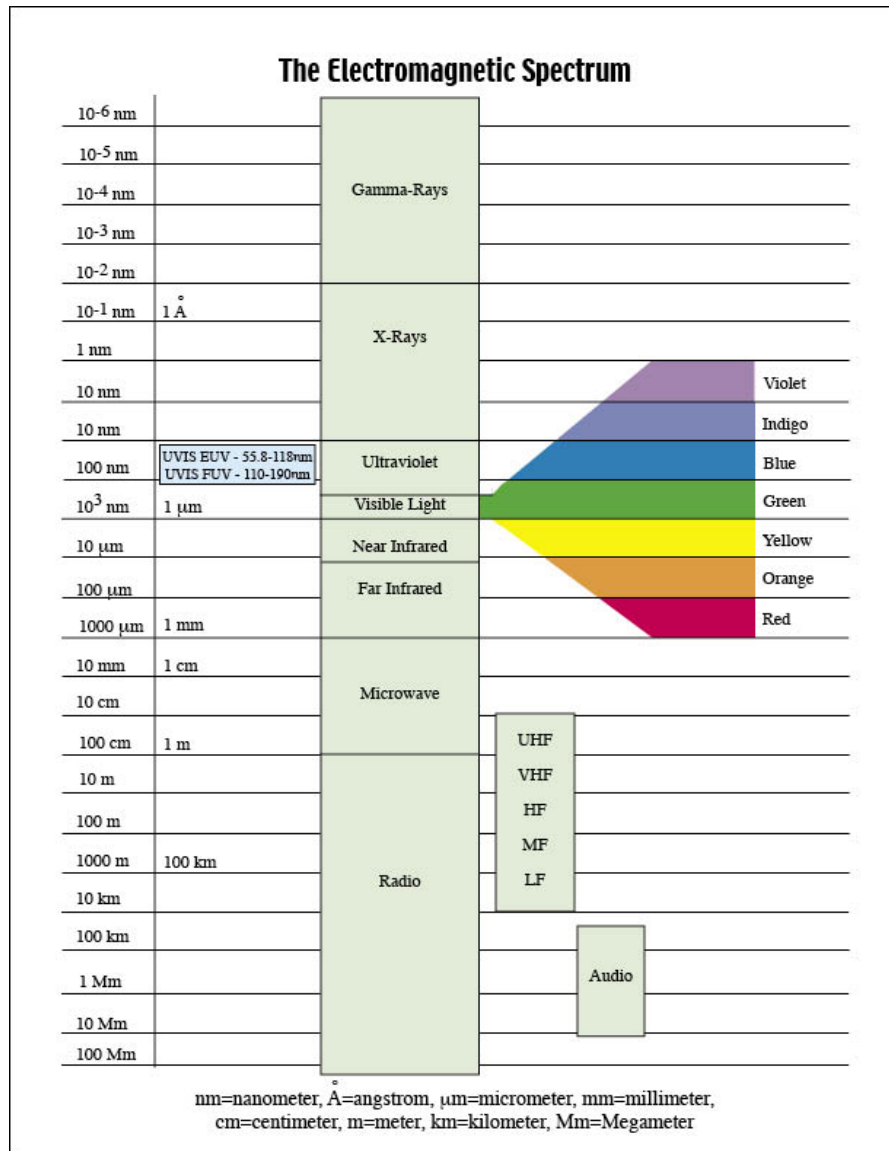 The Electromagnetic Spectrum
10-6 nm
10-5 nm
10-4 nm
Gamma-Rays
10-3 nm
10-2 nm
10-1 nm 1 Å
X-Rays
1 nm
10 nm Violet
10 nm Indigo
UVIS EUV - 55.8-118nm
100 nm Ultraviolet Blue
UVIS FUV - 110-190nm
10³ nm 1 μm Visible Light Green
10 μm Near Infrared Yellow
100 μm Far Infrared Orange
1000 μm 1 mm Red
10 mm 1 cm
Microwave
10 cm
100 cm 1 m UHF
10 m VHF
100 m HF
MF
1000 m 100 km
10 km Radio LF
100 km
1 Mm Audio
10 Mm
100 Mm
nm=nanometer, Å=angstrom, μm=micrometer, mm=millimeter,
cm=centimeter, m=meter, km=kilometer, Mm=Megameter